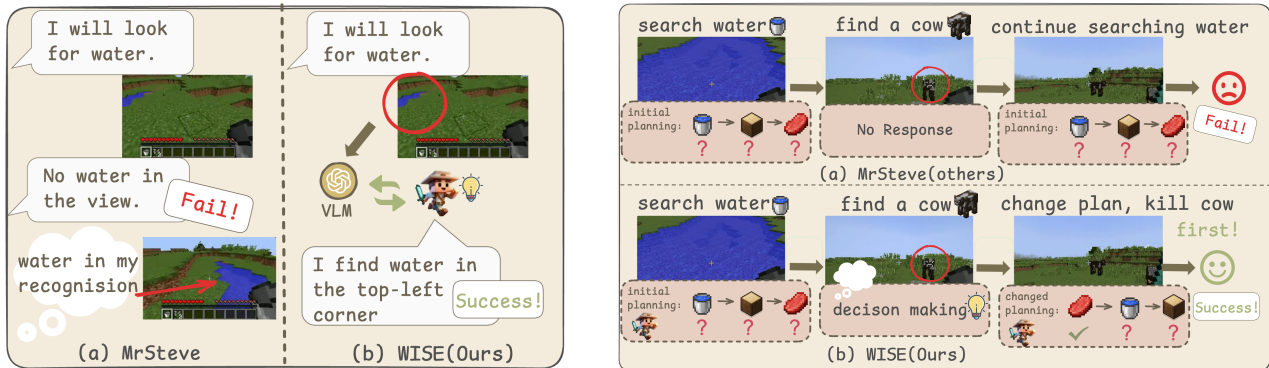 I will look
for water.
No water in
the view.
Fail!
water in my
recognision
(a) MrSteve
I will look
for water.
VLM
I find water in
the top-left
corner
Success!
(b) WISE(Ours)
search water
find a cow
continue searching water
initial
planning:
? ? ?
No Response
initial
planning:
? ? ?
Fail!
(a) MrSteve(others)
search water
find a cow
change plan, kill cow
first!
initial
planning:
? ? ?
decison making
changed
planning:
? ?
Success!
(b) WISE(Ours)